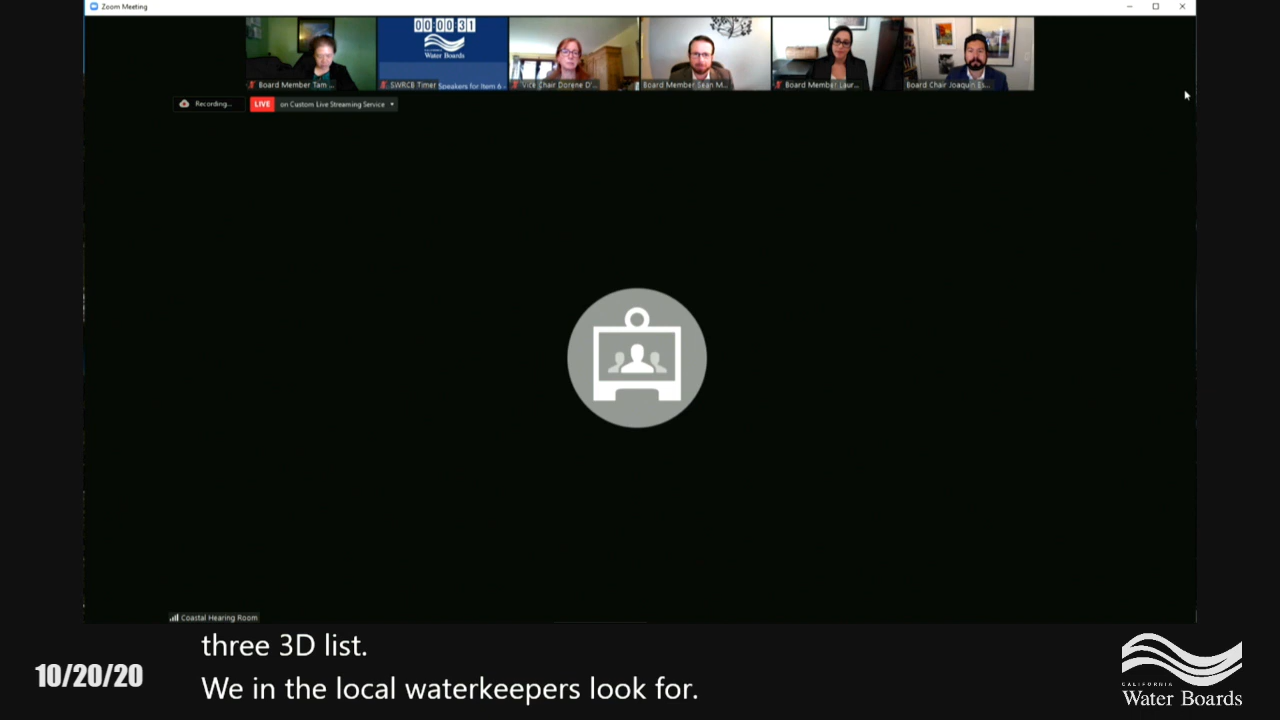 Zoom Meeting
00:00:31
CALIFORNIA
Water Boards
Board Member Tam ...
SWRCB Timer
Speakers for Item 6
Vice Chair Dorene D'...
Board Member Sean M...
Board Member Laur...
Board Chair Joaquin E...
Recording...
LIVE on Custom Live Streaming Service
Coastal Hearing Room
three 3D list.
We in the local waterkeepers look for.
10/20/20
CALIFORNIA
Water Boards